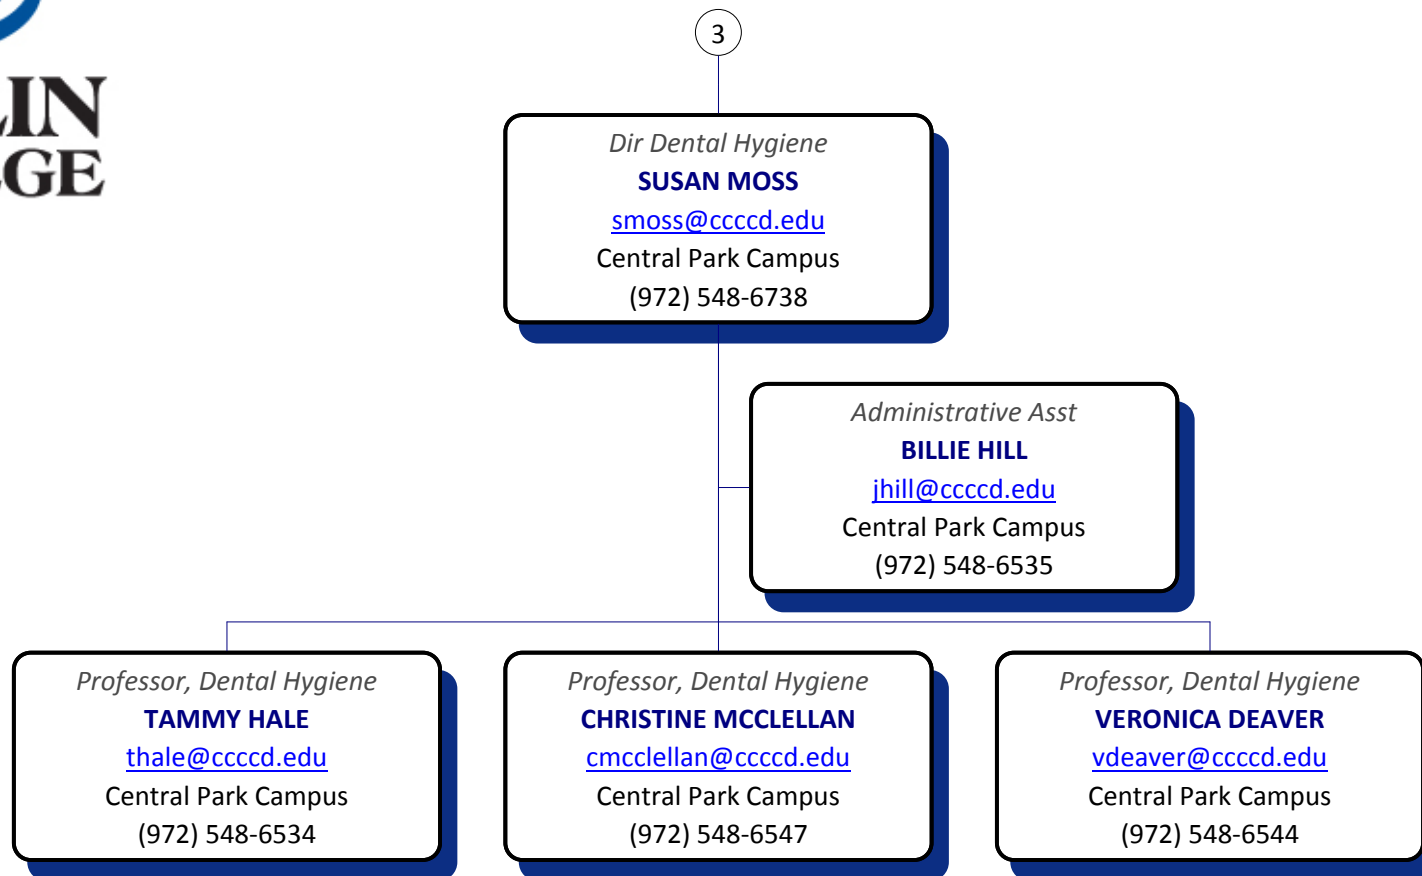 3
LIN
GE
Dir Dental Hygiene
SUSAN MOSS
smoss@ccccd.edu
Central Park Campus
(972) 548-6738
Administrative Asst
BILLIE HILL
jhill@ccccd.edu
Central Park Campus
(972) 548-6535
Professor, Dental Hygiene
TAMMY HALE
thale@ccccd.edu
Central Park Campus
(972) 548-6534
Professor, Dental Hygiene
CHRISTINE MCCLELLAN
cmcclellan@ccccd.edu
Central Park Campus
(972) 548-6547
Professor, Dental Hygiene
VERONICA DEAVER
vdeaver@ccccd.edu
Central Park Campus
(972) 548-6544